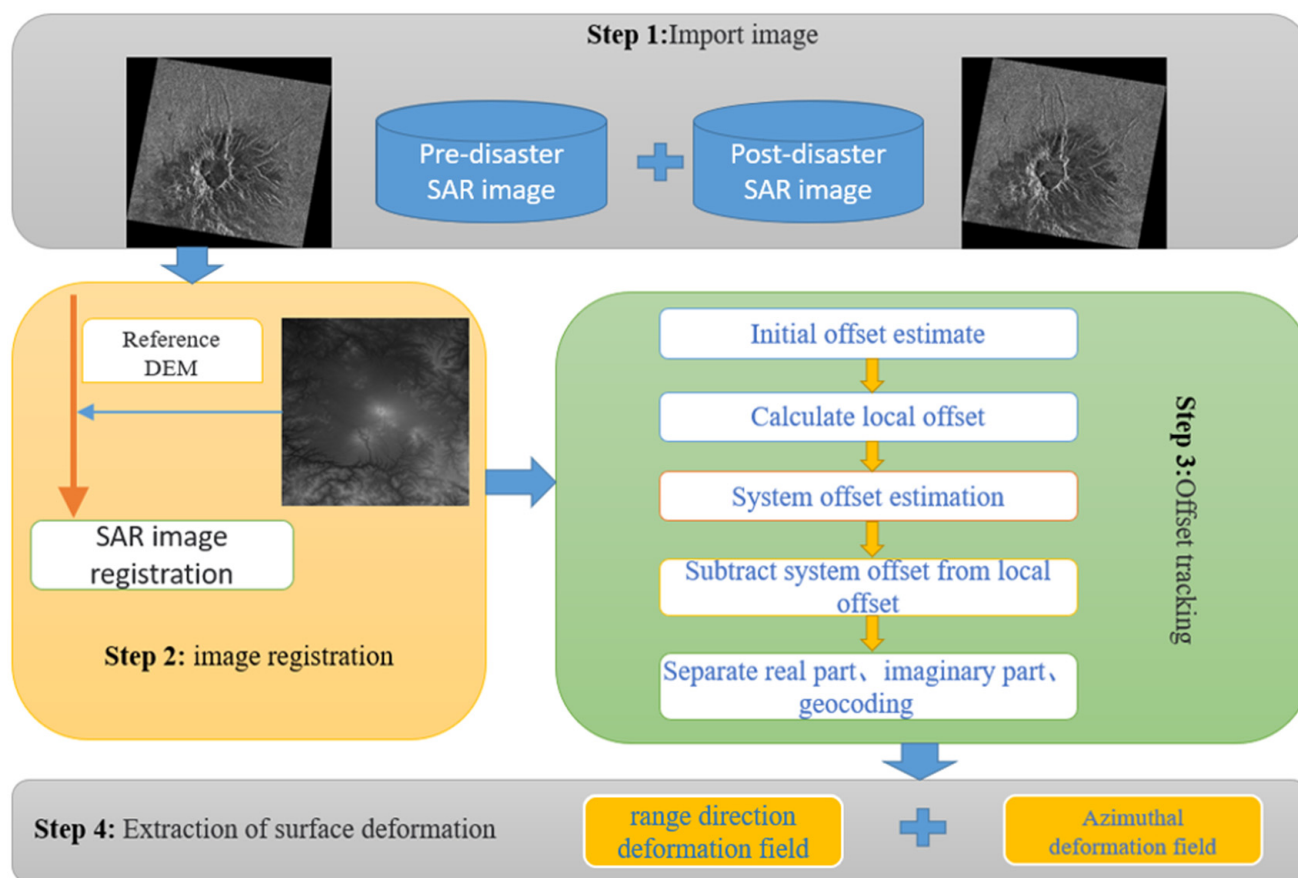 Step 1:Import image
Pre-disaster
SAR image
Post-disaster
SAR image
Reference
DEM
SAR image
registration
Step 2: image registration
Initial offset estimate
Calculate local offset
System offset estimation
Subtract system offset from local
offset
Separate real part、imaginary part、
geocoding
Step 3:Offset tracking
Step 4: Extraction of surface deformation
range direction
deformation field
Azimuthal
deformation field